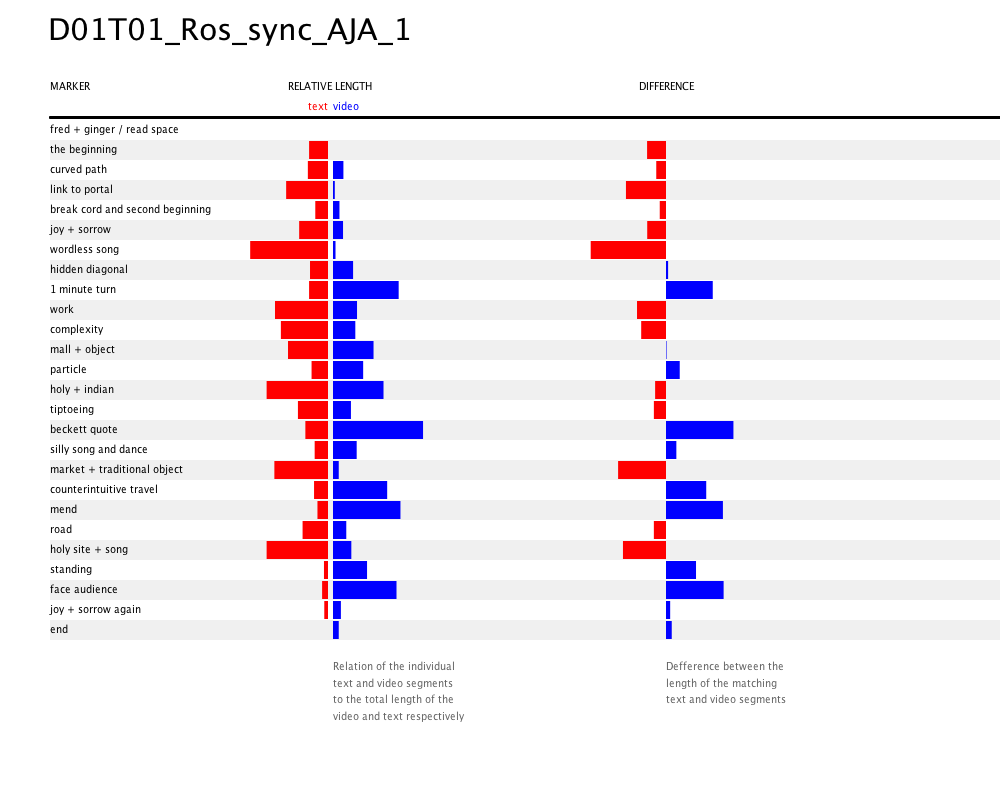 D01T01_Ros_sync_AJA_1
MARKER RELATIVE LENGTH DIFFERENCE
text video
fred + ginger / read space
the beginning
curved path
link to portal
break cord and second beginning
joy + sorrow
wordless song
hidden diagonal
1 minute turn
work
complexity
mall + object
particle
holy + indian
tiptoeing
beckett quote
silly song and dance
market + traditional object
counterintuitive travel
mend
road
holy site + song
standing
face audience
joy + sorrow again
end
Relation of the individual
text and video segments
to the total length of the
video and text respectively
Defference between the
length of the matching
text and video segments